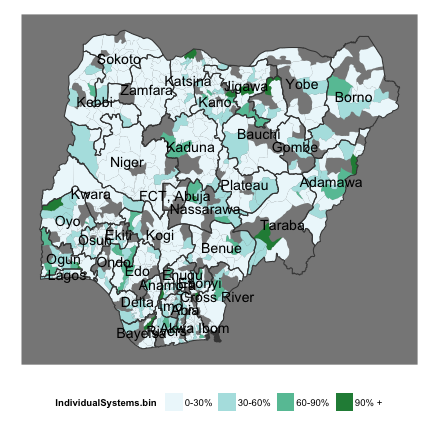 Sokoto
Katsina
Jigawa
Yobe
Zamfara
Kebbi
Kano
Borno
Bauchi
Kaduna
Gombe
Niger
Plateau
Adamawa
Kwara
FCT, Abuja
Nassarawa
Oyo
Taraba
Osun
Ekiti
Kogi
Benue
Ogun
Ondo
Lagos
Edo
Enugu
Anambra
Ebonyi
Cross River
Delta
Imo
Abia
Bayelsa
Rivers
Akwa Ibom
IndividualSystems.bin 0-30% 30-60% 60-90% 90% +